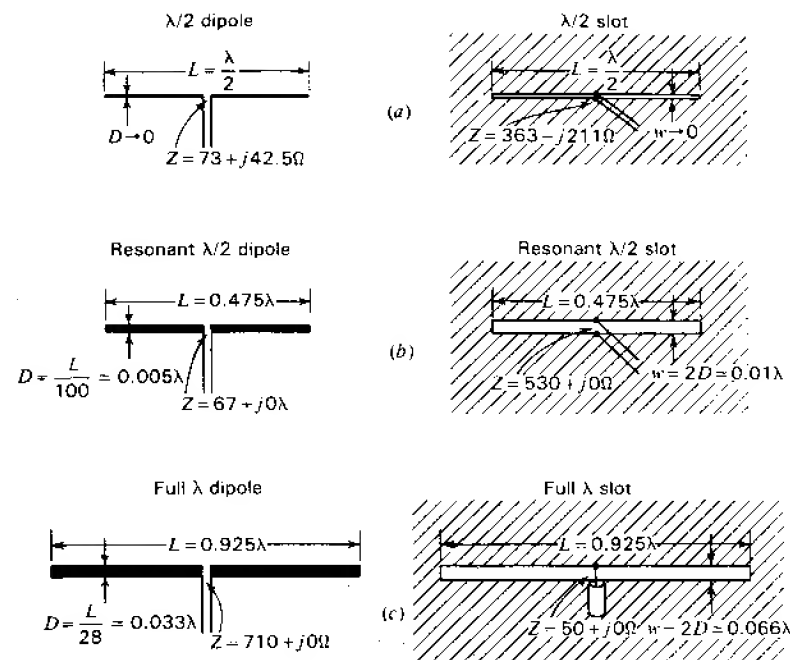 λ/2 dipole
L = λ/2
D→0
Z = 73 + j42.5Ω
(a)
λ/2 slot
L = λ/2
Z = 363 − j211Ω
w→0
Resonant λ/2 dipole
L = 0.475λ
D = L/100 = 0.005λ
Z = 67 + j0λ
(b)
Resonant λ/2 slot
L = 0.475λ
Z = 530 + j0Ω
w = 2D = 0.01λ
Full λ dipole
L = 0.925λ
D = L/28 = 0.033λ
Z = 710 + j0Ω
(c)
Full λ slot
L = 0.925λ
Z = 50 + j0Ω
w = 2D = 0.066λ